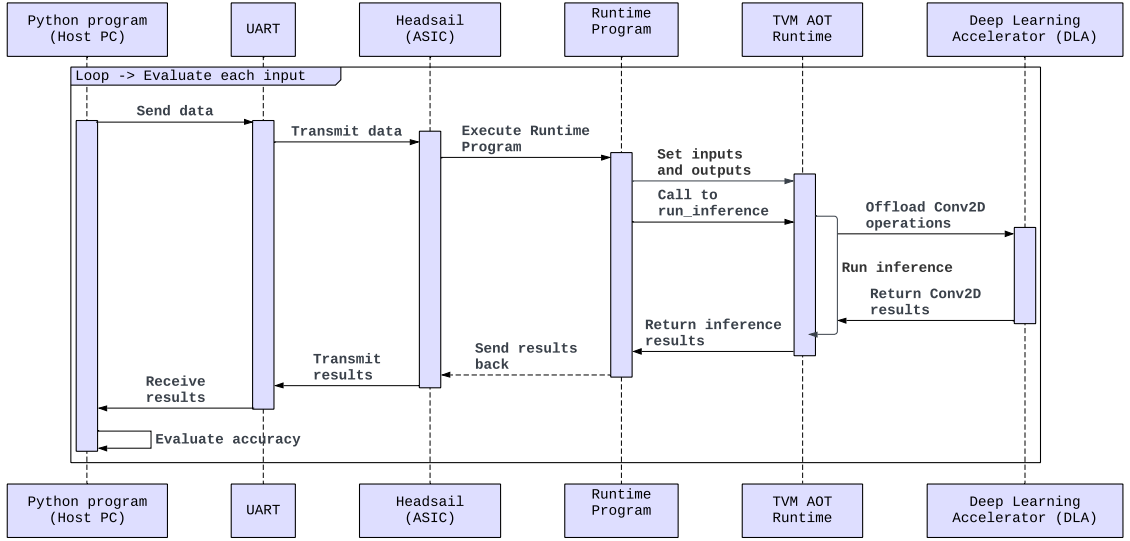 Python program
(Host PC)
UART
Headsail
(ASIC)
Runtime
Program
TVM AOT
Runtime
Deep Learning
Accelerator (DLA)
Loop -> Evaluate each input
Send data
Transmit data
Execute Runtime
Program
Set inputs
and outputs
Call to
run_inference
Offload Conv2D
operations
Run inference
Return Conv2D
results
Return inference
results
Send results
back
Transmit
results
Receive
results
Evaluate accuracy
Python program
(Host PC)
UART
Headsail
(ASIC)
Runtime
Program
TVM AOT
Runtime
Deep Learning
Accelerator (DLA)